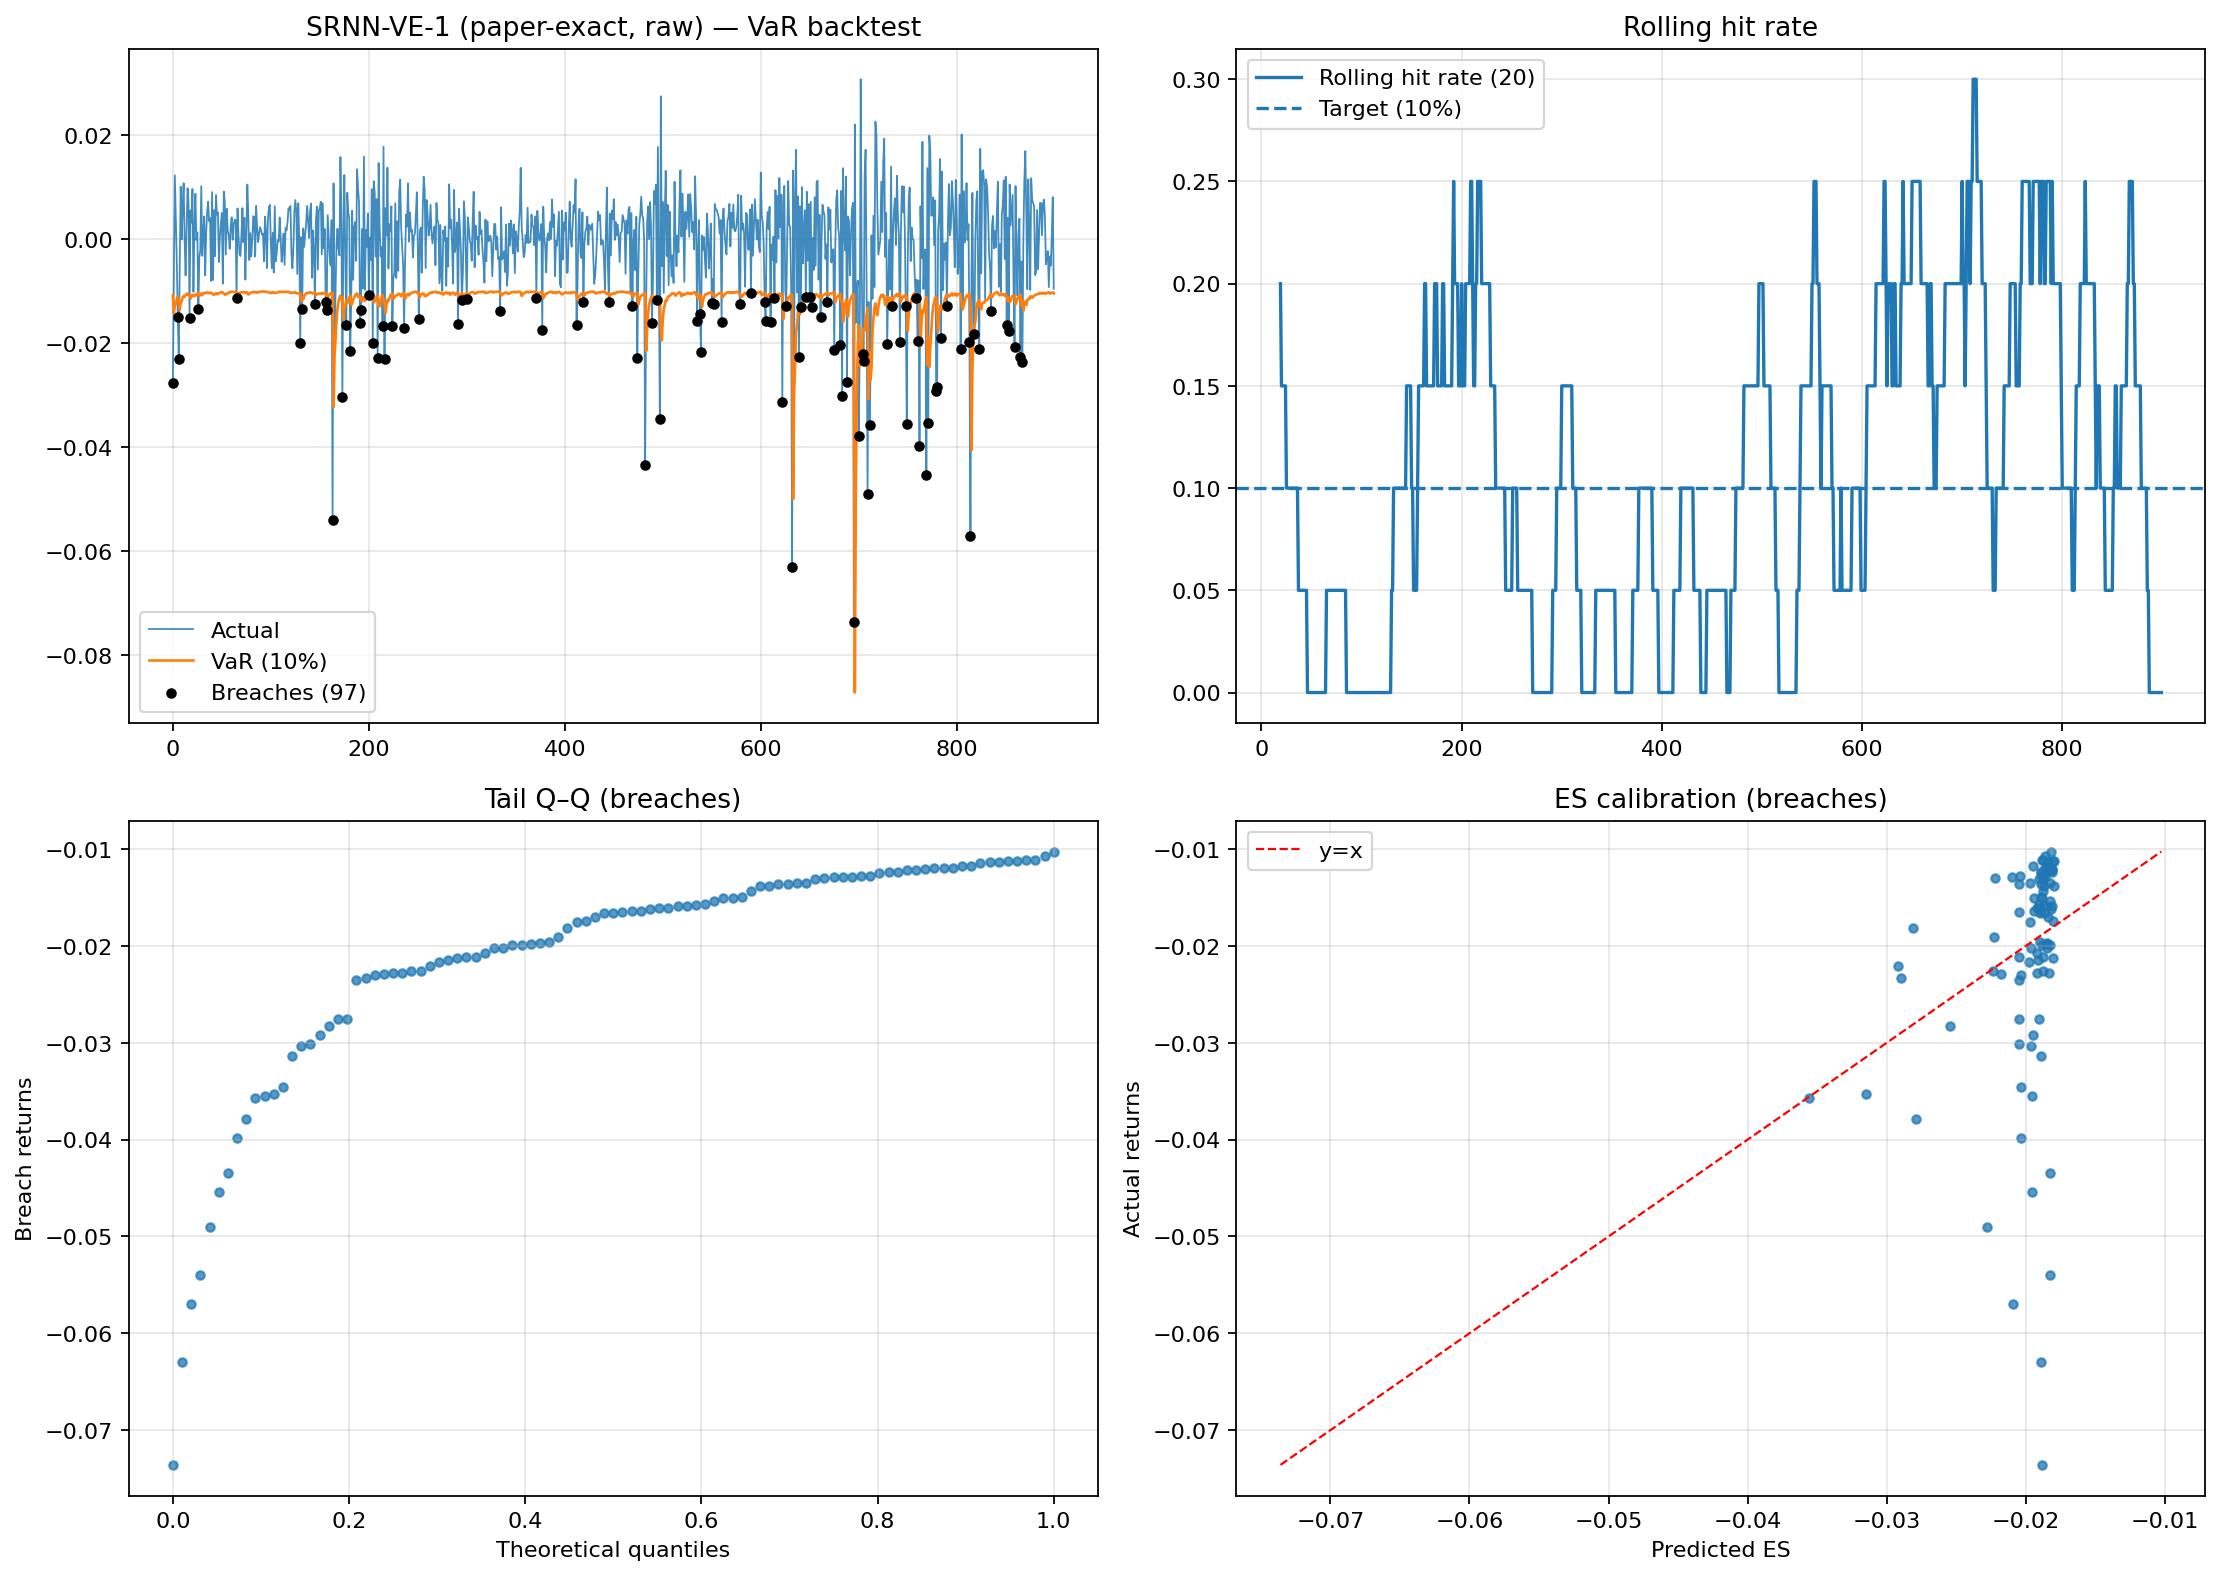 SRNN-VE-1 (paper-exact, raw) — VaR backtest
0.02
0.00
−0.02
−0.04
−0.06
−0.08
Actual
VaR (10%)
Breaches (97)
0 200 400 600 800
Rolling hit rate
0.30
0.25
0.20
0.15
0.10
0.05
0.00
Rolling hit rate (20)
Target (10%)
0 200 400 600 800
Tail Q–Q (breaches)
Breach returns
−0.01
−0.02
−0.03
−0.04
−0.05
−0.06
−0.07
0.0 0.2 0.4 0.6 0.8 1.0
Theoretical quantiles
ES calibration (breaches)
y=x
Actual returns
−0.01
−0.02
−0.03
−0.04
−0.05
−0.06
−0.07
−0.07 −0.06 −0.05 −0.04 −0.03 −0.02 −0.01
Predicted ES